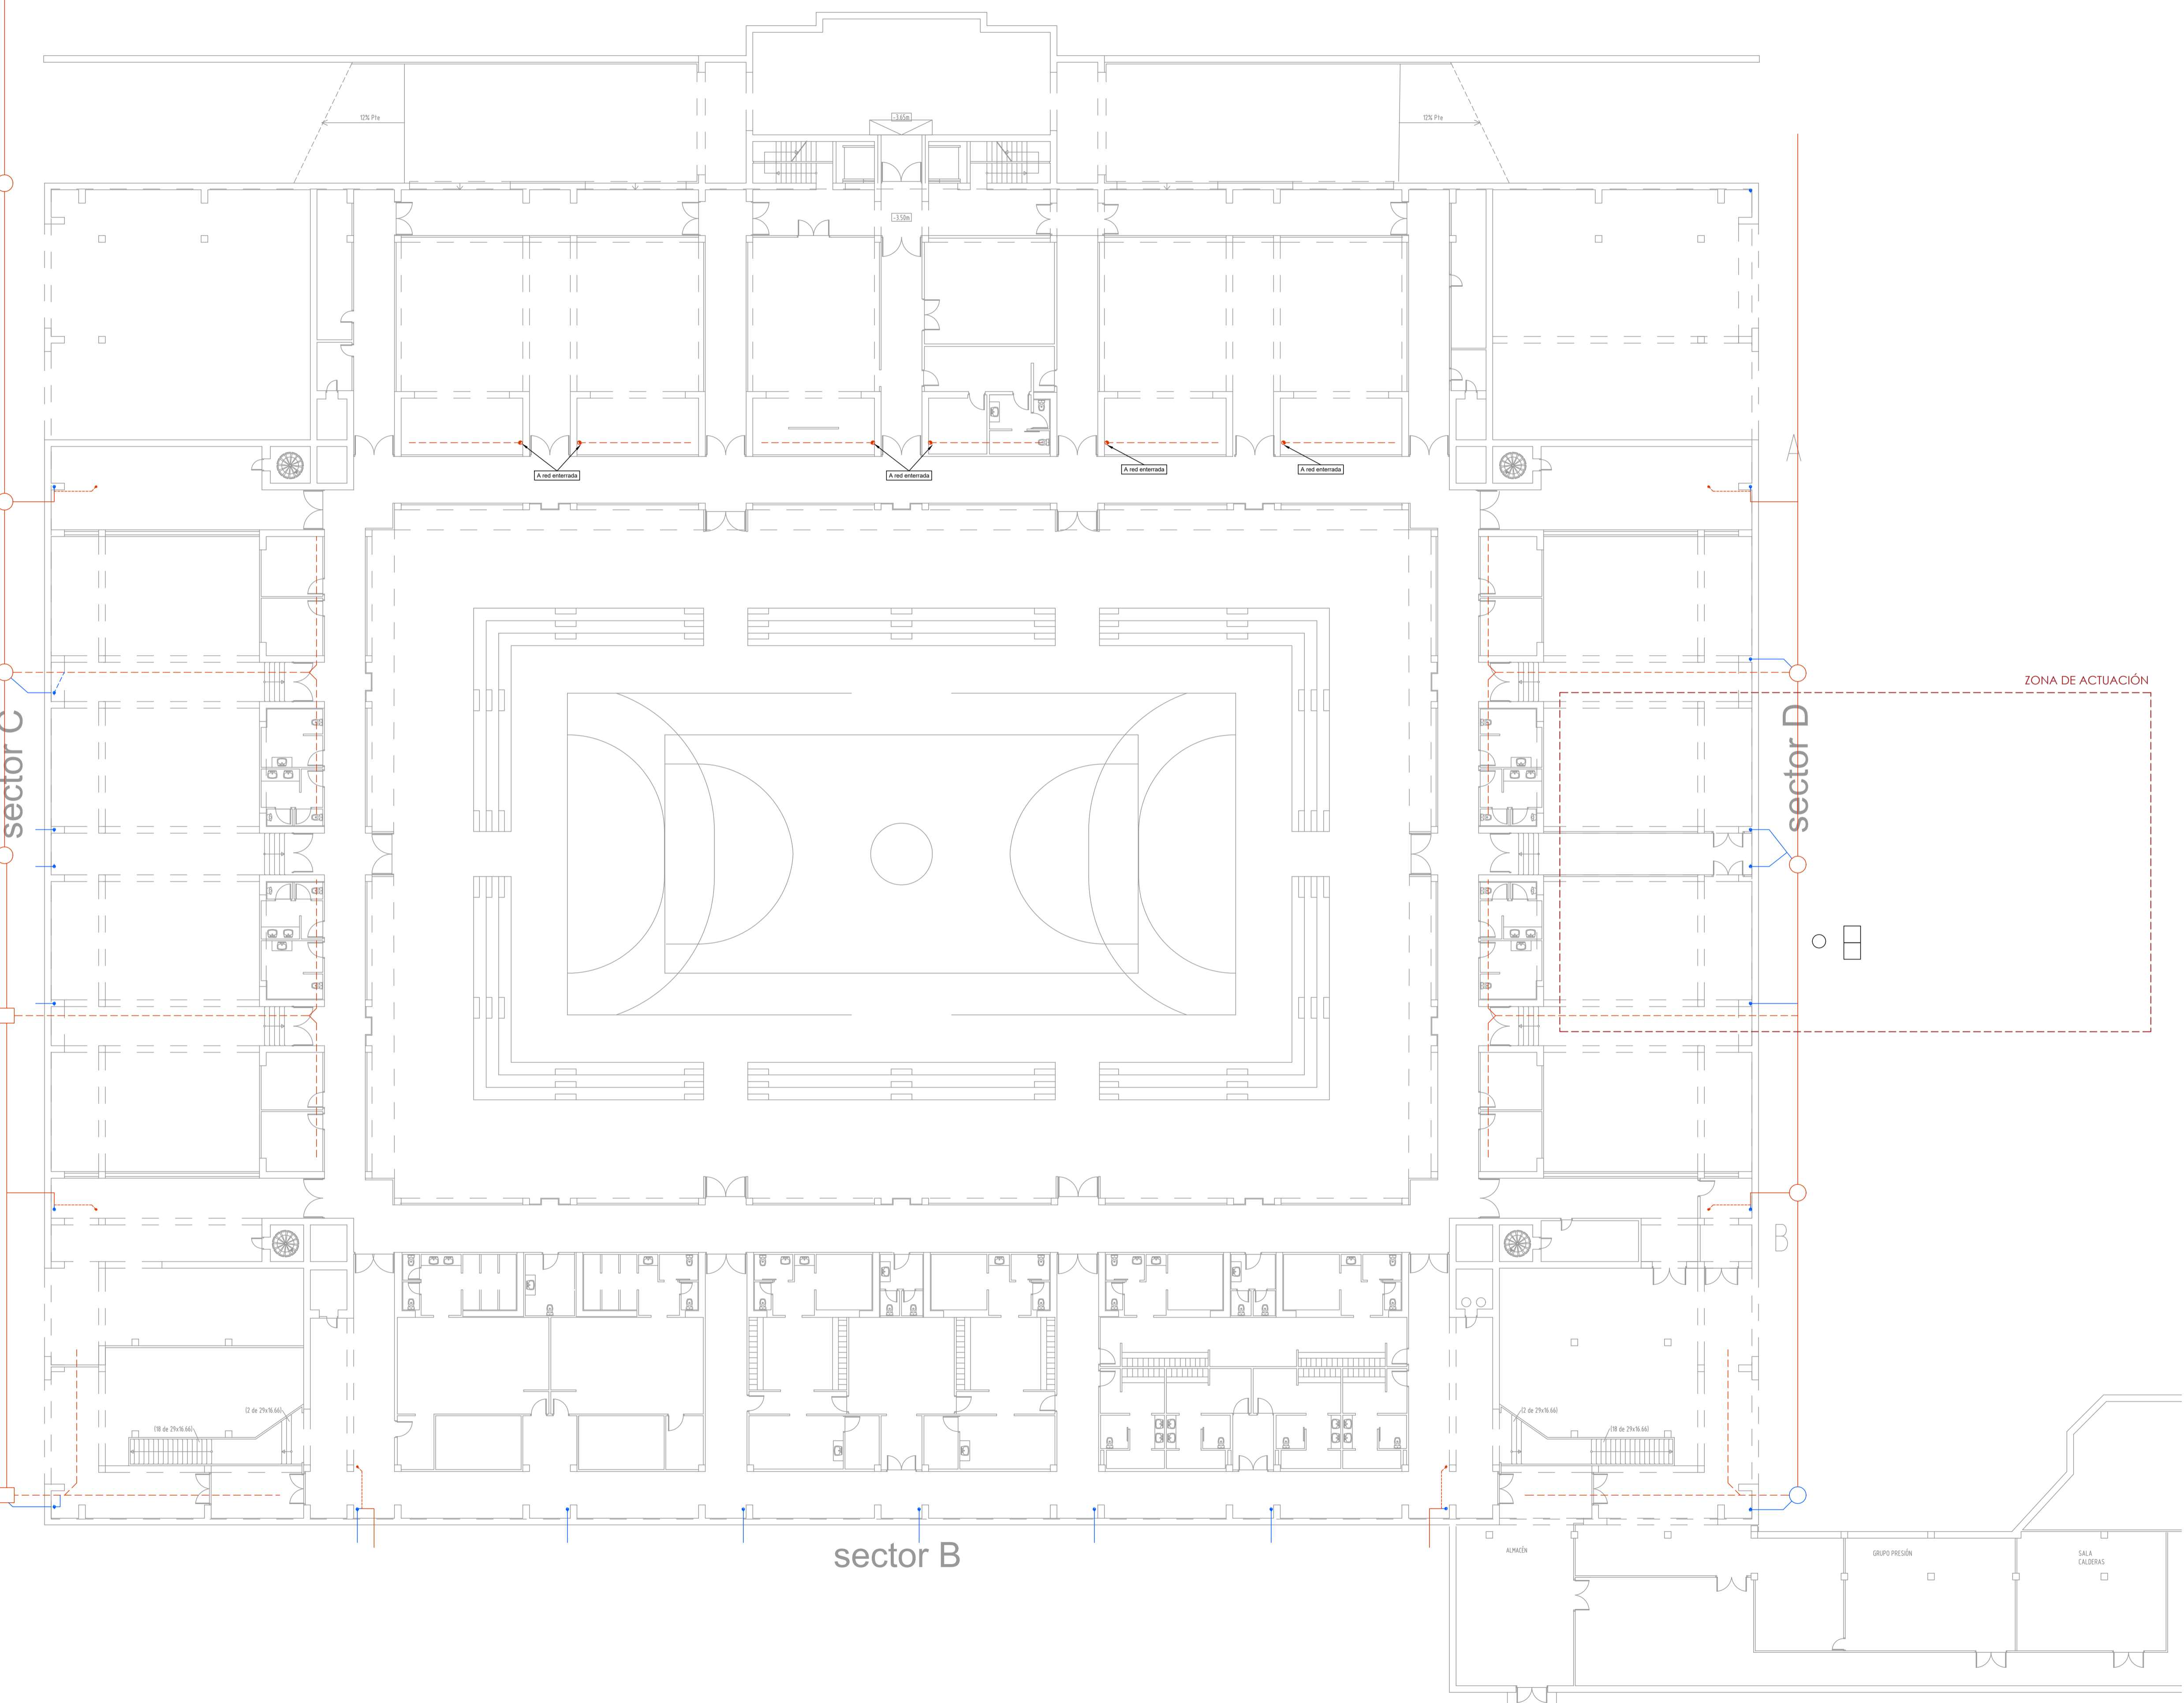 12% Pte
-3.65m
12% Pte
-3.50m
A
A red enterrada
A red enterrada
A red enterrada
A red enterrada
ZONA DE ACTUACIÓN
sector C
sector D
B
(2 de 29x16.66)
(18 de 29x16.66)
(2 de 29x16.66)
(18 de 29x16.66)
sector B
ALMACÉN
GRUPO PRESIÓN
SALA
CALDERAS